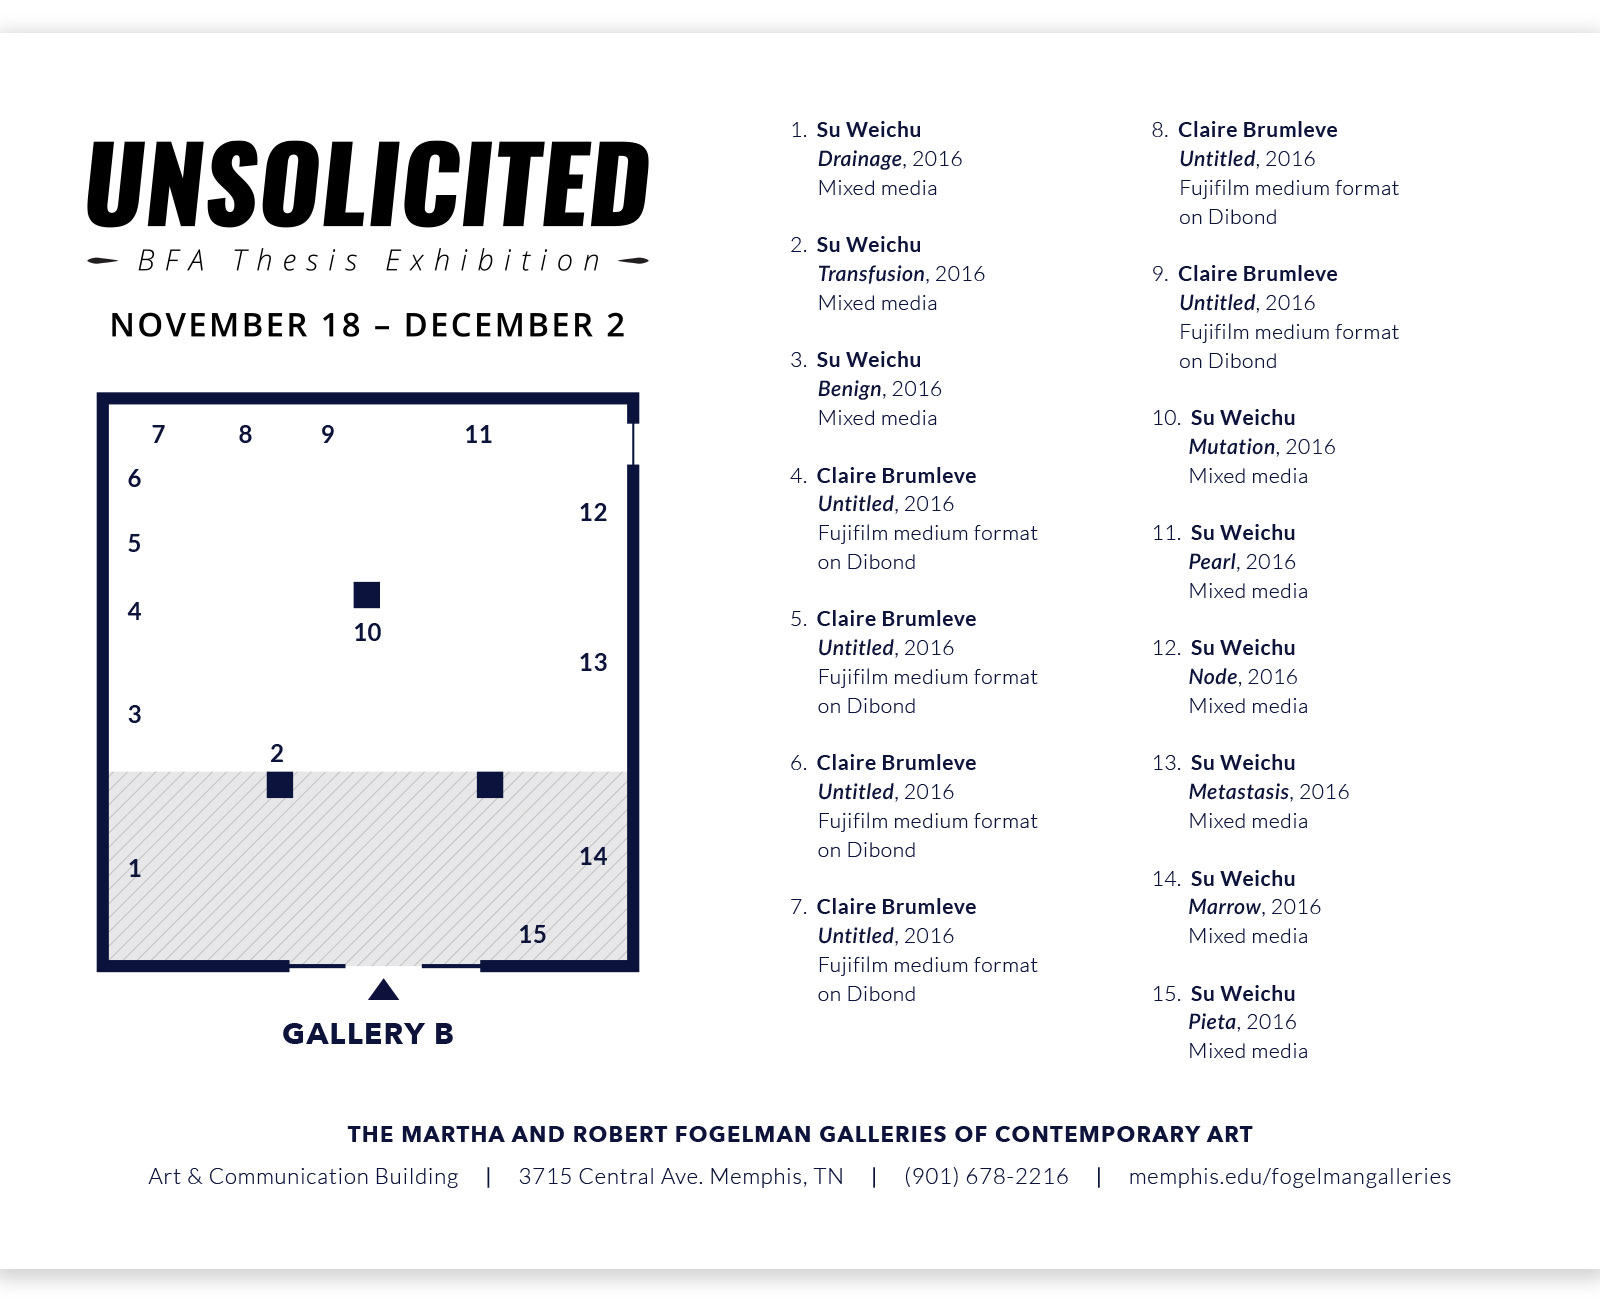 UNSOLICITED
BFA Thesis Exhibition
NOVEMBER 18 – DECEMBER 2
7 8 9 11
6
12
5
4
10
13
3
2
14
1
15
GALLERY B
1. Su Weichu
Drainage, 2016
Mixed media
2. Su Weichu
Transfusion, 2016
Mixed media
3. Su Weichu
Benign, 2016
Mixed media
4. Claire Brumleve
Untitled, 2016
Fujifilm medium format
on Dibond
5. Claire Brumleve
Untitled, 2016
Fujifilm medium format
on Dibond
6. Claire Brumleve
Untitled, 2016
Fujifilm medium format
on Dibond
7. Claire Brumleve
Untitled, 2016
Fujifilm medium format
on Dibond
8. Claire Brumleve
Untitled, 2016
Fujifilm medium format
on Dibond
9. Claire Brumleve
Untitled, 2016
Fujifilm medium format
on Dibond
10. Su Weichu
Mutation, 2016
Mixed media
11. Su Weichu
Pearl, 2016
Mixed media
12. Su Weichu
Node, 2016
Mixed media
13. Su Weichu
Metastasis, 2016
Mixed media
14. Su Weichu
Marrow, 2016
Mixed media
15. Su Weichu
Pieta, 2016
Mixed media
THE MARTHA AND ROBERT FOGELMAN GALLERIES OF CONTEMPORARY ART
Art & Communication Building | 3715 Central Ave. Memphis, TN | (901) 678-2216 | memphis.edu/fogelmangalleries